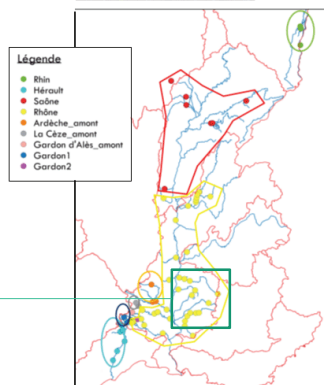 Légende
Rhin
Hérault
Saône
Rhône
Ardèche_amont
La Cèze_amont
Gardon d'Alès_amont
Gardon1
Gardon2